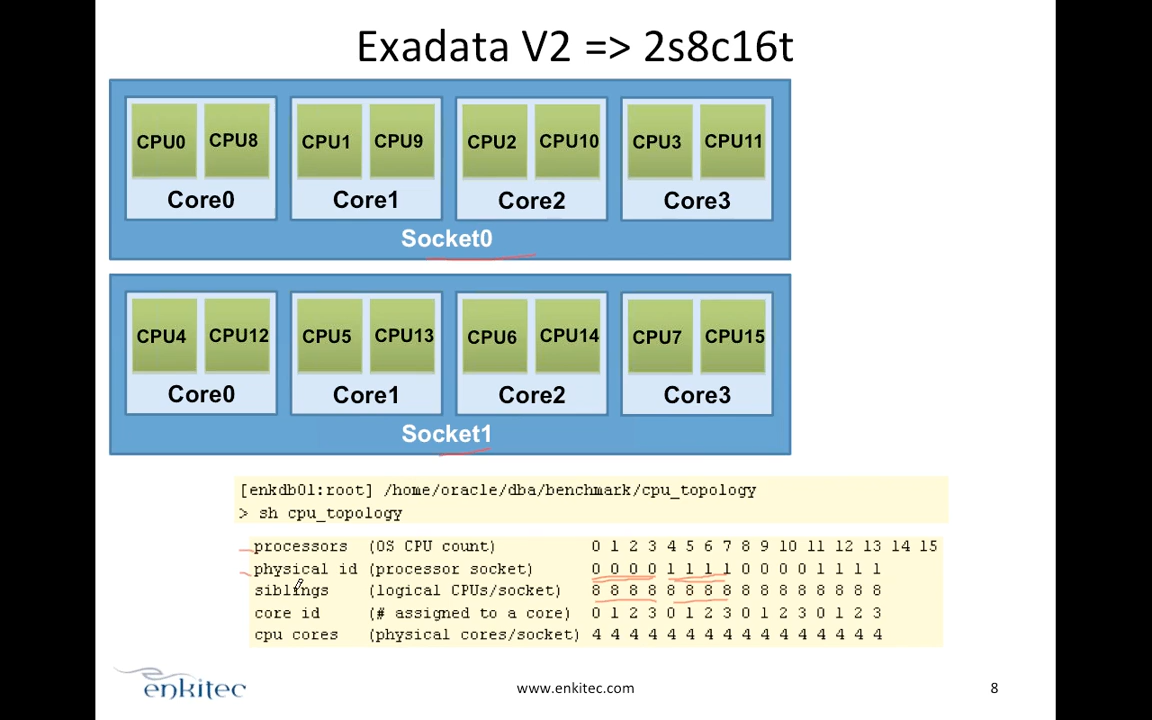 Exadata V2 => 2s8c16t
CPU0 CPU8 CPU1 CPU9 CPU2 CPU10 CPU3 CPU11
Core0 Core1 Core2 Core3
Socket0
CPU4 CPU12 CPU5 CPU13 CPU6 CPU14 CPU7 CPU15
Core0 Core1 Core2 Core3
Socket1
[enkdb01:root] /home/oracle/dba/benchmark/cpu_topology
> sh cpu_topology
processors (OS CPU count) 0 1 2 3 4 5 6 7 8 9 10 11 12 13 14 15
physical id (processor socket) 0 0 0 0 1 1 1 1 0 0 0 0 1 1 1 1
siblings (logical CPUs/socket) 8 8 8 8 8 8 8 8 8 8 8 8 8 8 8 8
core id (# assigned to a core) 0 1 2 3 0 1 2 3 0 1 2 3 0 1 2 3
cpu cores (physical cores/socket) 4 4 4 4 4 4 4 4 4 4 4 4 4 4 4 4
enkitec
www.enkitec.com
8